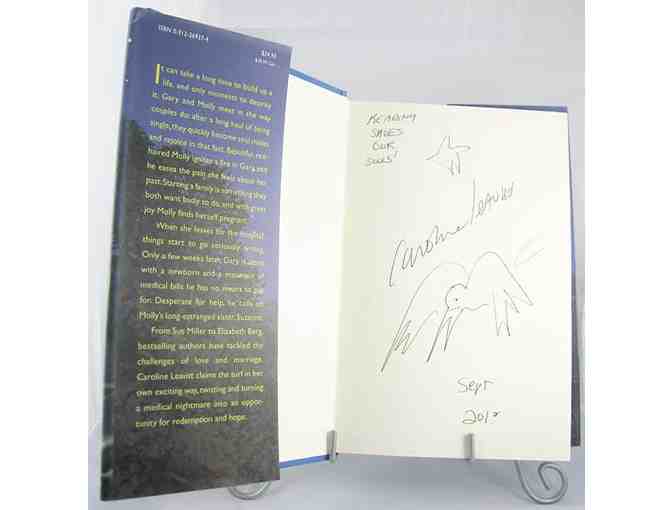 ISBN 0-312-26927-4
$24.95
It can take a long time to build up a
life, and only moments to destroy
it. Gary and Molly meet in the way
couples do: after a long haul of being
single, they quickly become soul mates
and rejoice in that fact. Beautiful, red-
haired Molly ignites a fire in Gary, and
he eases the pain she feels about her
past. Starting a family is something they
both want badly to do, and with great
joy Molly finds herself pregnant.
When she leaves for the hospital
things start to go seriously wrong.
Only a few weeks later, Gary is alone
with a newborn and a mountain of
medical bills he has no means to pay
for. Desperate for help, he calls on
Molly's long-estranged sister, Suzanne.
From Sue Miller to Elizabeth Berg,
bestselling authors have tackled the
challenges of love and marriage.
Caroline Leavitt claims the turf in her
own exciting way, twisting and turning
a medical nightmare into an oppor-
tunity for redemption and hope.
READING
SAVES
OUR
SOULS!
Caroline Leavitt
Sept
2012